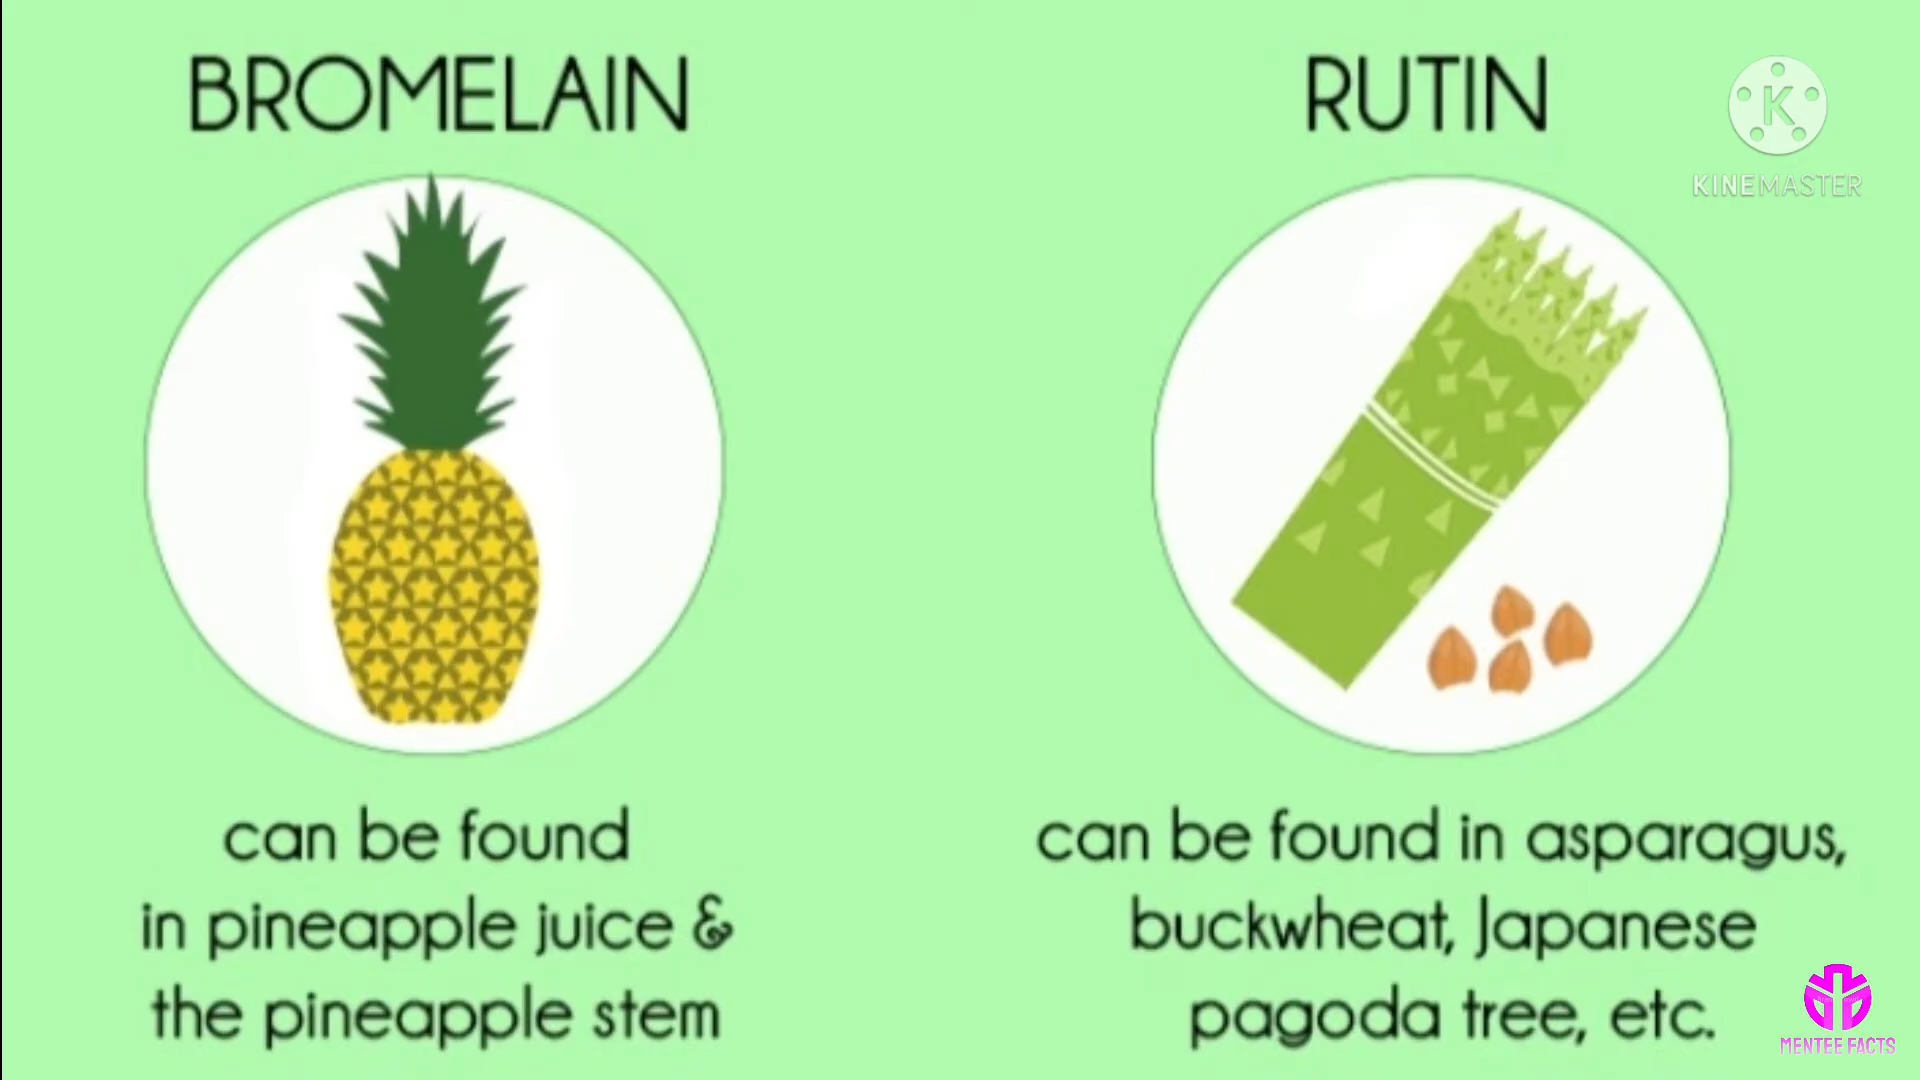 BROMELAIN
can be found
in pineapple juice &
the pineapple stem
RUTIN
can be found in asparagus,
buckwheat, Japanese
pagoda tree, etc.
K
KINEMASTER
MENTEE FACTS